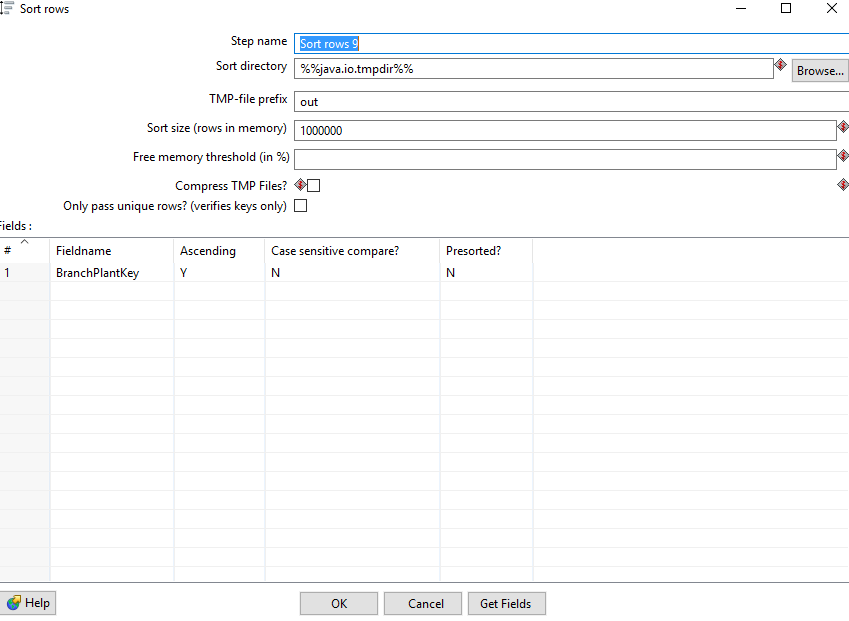 Sort rows
Step name Sort rows 9
Sort directory %%java.io.tmpdir%% Browse...
TMP-file prefix out
Sort size (rows in memory) 1000000
Free memory threshold (in %)
Compress TMP Files?
Only pass unique rows? (verifies keys only)
ields :
# Fieldname Ascending Case sensitive compare? Presorted?
1 BranchPlantKey Y N N
Help OK Cancel Get Fields